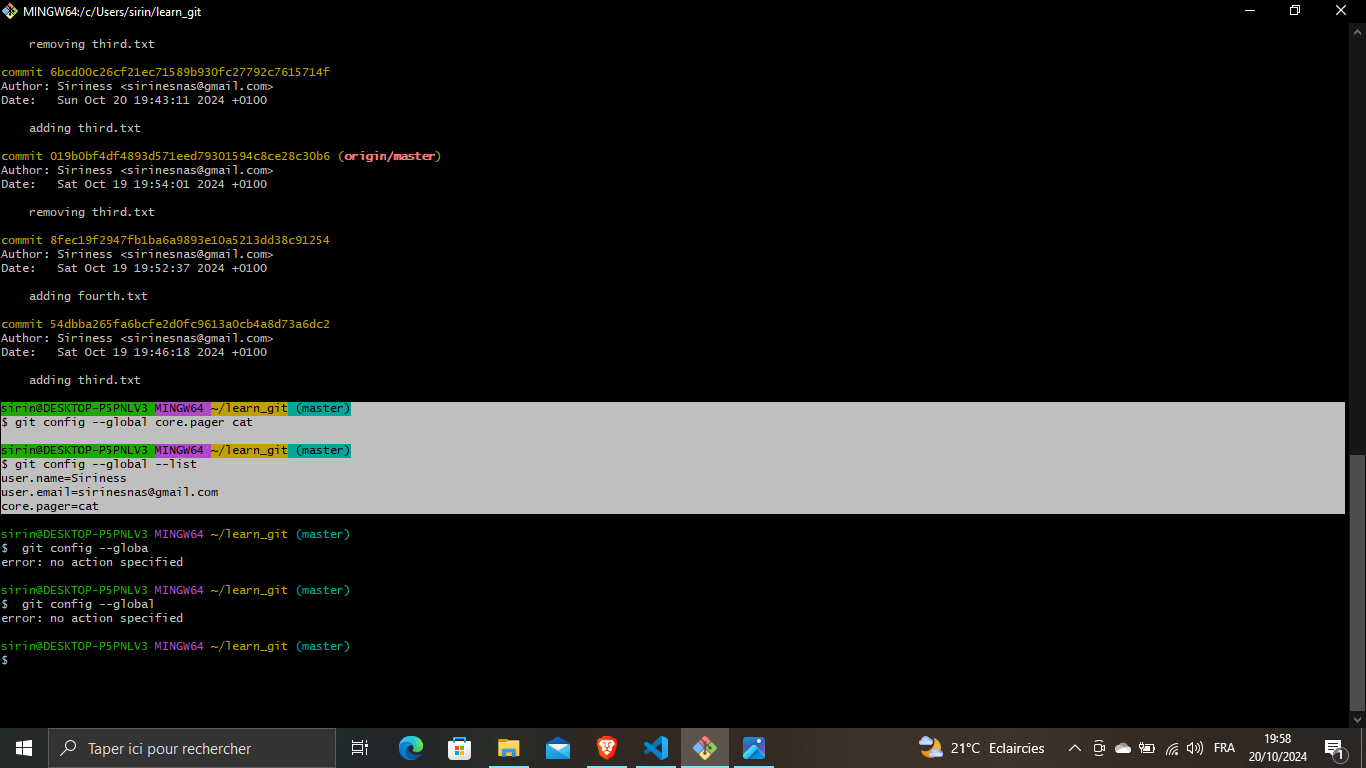 MINGW64:/c/Users/sirin/learn_git
removing third.txt
commit 6bcd00c26cf21ec71589b930fc27792c7615714f
Author: Siriness <sirinesnas@gmail.com>
Date:   Sun Oct 20 19:43:11 2024 +0100
adding third.txt
commit 019b0bf4df4893d571eed79301594c8ce28c30b6 (origin/master)
Author: Siriness <sirinesnas@gmail.com>
Date:   Sat Oct 19 19:54:01 2024 +0100
removing third.txt
commit 8fec19f2947fb1ba6a9893e10a5213dd38c91254
Author: Siriness <sirinesnas@gmail.com>
Date:   Sat Oct 19 19:52:37 2024 +0100
adding fourth.txt
commit 54dbba265fa6bcfe2d0fc9613a0cb4a8d73a6dc2
Author: Siriness <sirinesnas@gmail.com>
Date:   Sat Oct 19 19:46:18 2024 +0100
adding third.txt
sirin@DESKTOP-P5PNLV3 MINGW64 ~/learn_git (master)
$ git config --global core.pager cat
sirin@DESKTOP-P5PNLV3 MINGW64 ~/learn_git (master)
$ git config --global --list
user.name=Siriness
user.email=sirinesnas@gmail.com
core.pager=cat
sirin@DESKTOP-P5PNLV3 MINGW64 ~/learn_git (master)
$  git config --globa
error: no action specified
sirin@DESKTOP-P5PNLV3 MINGW64 ~/learn_git (master)
$  git config --global
error: no action specified
sirin@DESKTOP-P5PNLV3 MINGW64 ~/learn_git (master)
$
Taper ici pour rechercher
21°C Eclaircies
FRA
19:58
20/10/2024
1